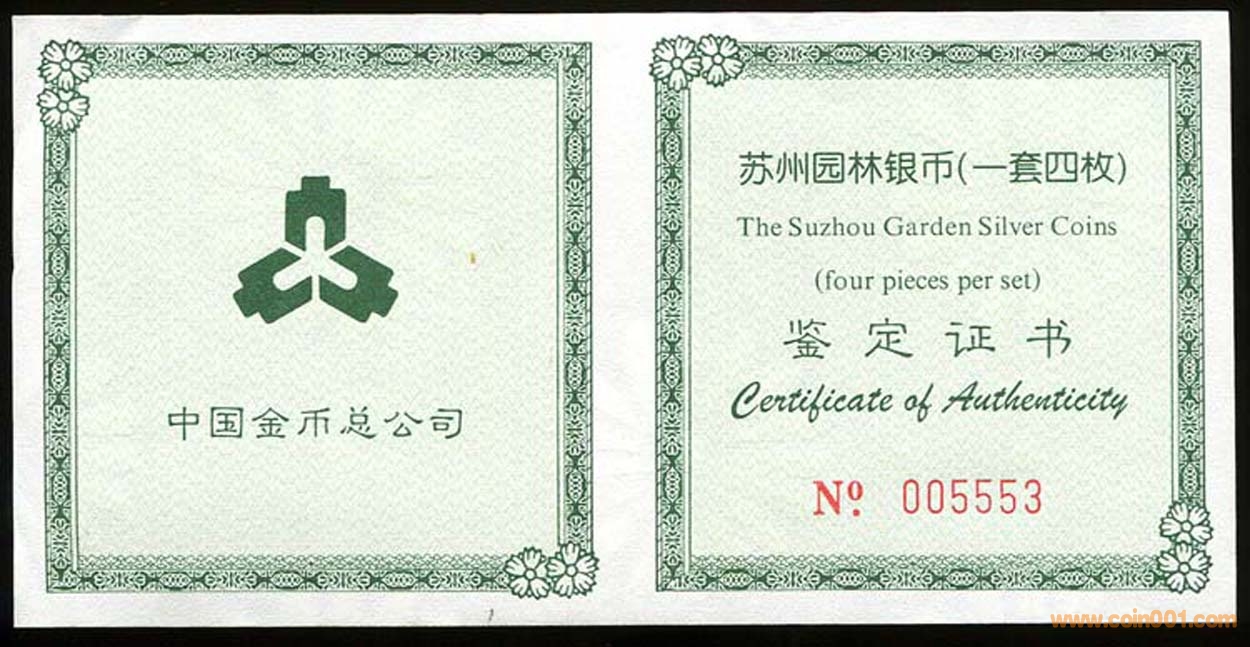 中国金币总公司
苏州园林银币(一套四枚)
The Suzhou Garden Silver Coins
(four pieces per set)
鉴定证书
Certificate of Authenticity
Nº. 005553
www.coin001.com